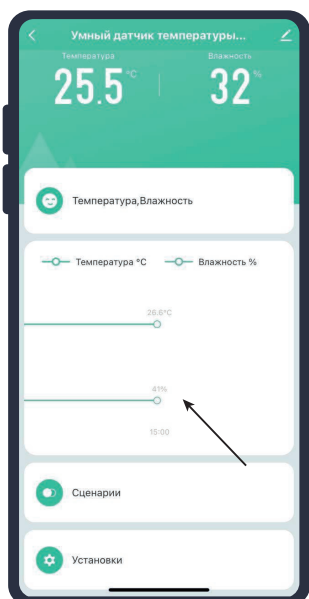 Умный датчик температуры...
Температура Влажность
25.5 °C 32 %
Температура,Влажность
Температура °C Влажность %
26.6°C
41%
15:00
Сценарии
Установки